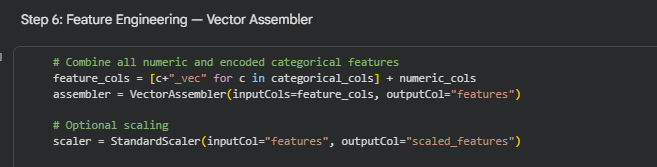 Step 6: Feature Engineering — Vector Assembler
# Combine all numeric and encoded categorical features
feature_cols = [c+"_vec" for c in categorical_cols] + numeric_cols
assembler = VectorAssembler(inputCols=feature_cols, outputCol="features")
# Optional scaling
scaler = StandardScaler(inputCol="features", outputCol="scaled_features")